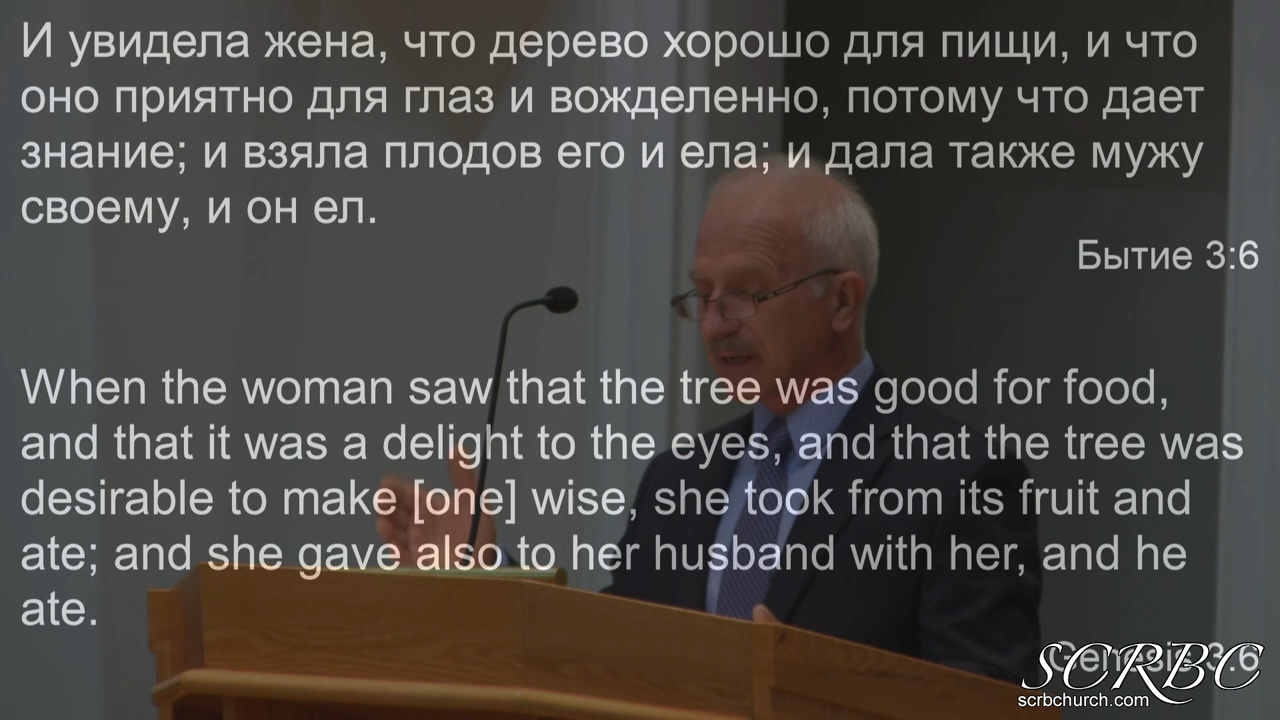 И увидела жена, что дерево хорошо для пищи, и что
оно приятно для глаз и вожделенно, потому что дает
знание; и взяла плодов его и ела; и дала также мужу
своему, и он ел.
Бытие 3:6
When the woman saw that the tree was good for food,
and that it was a delight to the eyes, and that the tree was
desirable to make [one] wise, she took from its fruit and
ate; and she gave also to her husband with her, and he
ate.
Genesis 3:6
SCRBC
scrbchurch.com